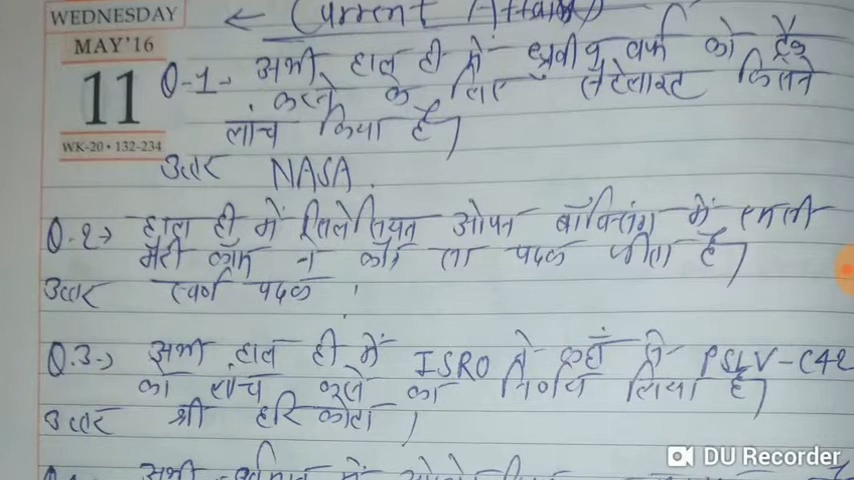 WEDNESDAY
MAY'16
11
WK-20 • 132-234
← Current Affairs
Q-1- अभी हाल ही में ध्रुवीय बर्फ को ट्रैक
करने के लिए सेटेलाइट किसने
लांच किया है।
उत्तर NASA.
Q.2→ हाल ही में सिलेसियन ओपन बॉक्सिंग में
मैरी कॉम ने कौन सा पदक जीता है।
उत्तर स्वर्ण पदक।
Q.3→ अभी हाल ही में ISRO ने कहाँ से PSLV-C42
को लांच करने का निर्णय लिया है।
उत्तर श्री हरि कोटा।
अभी में
DU Recorder